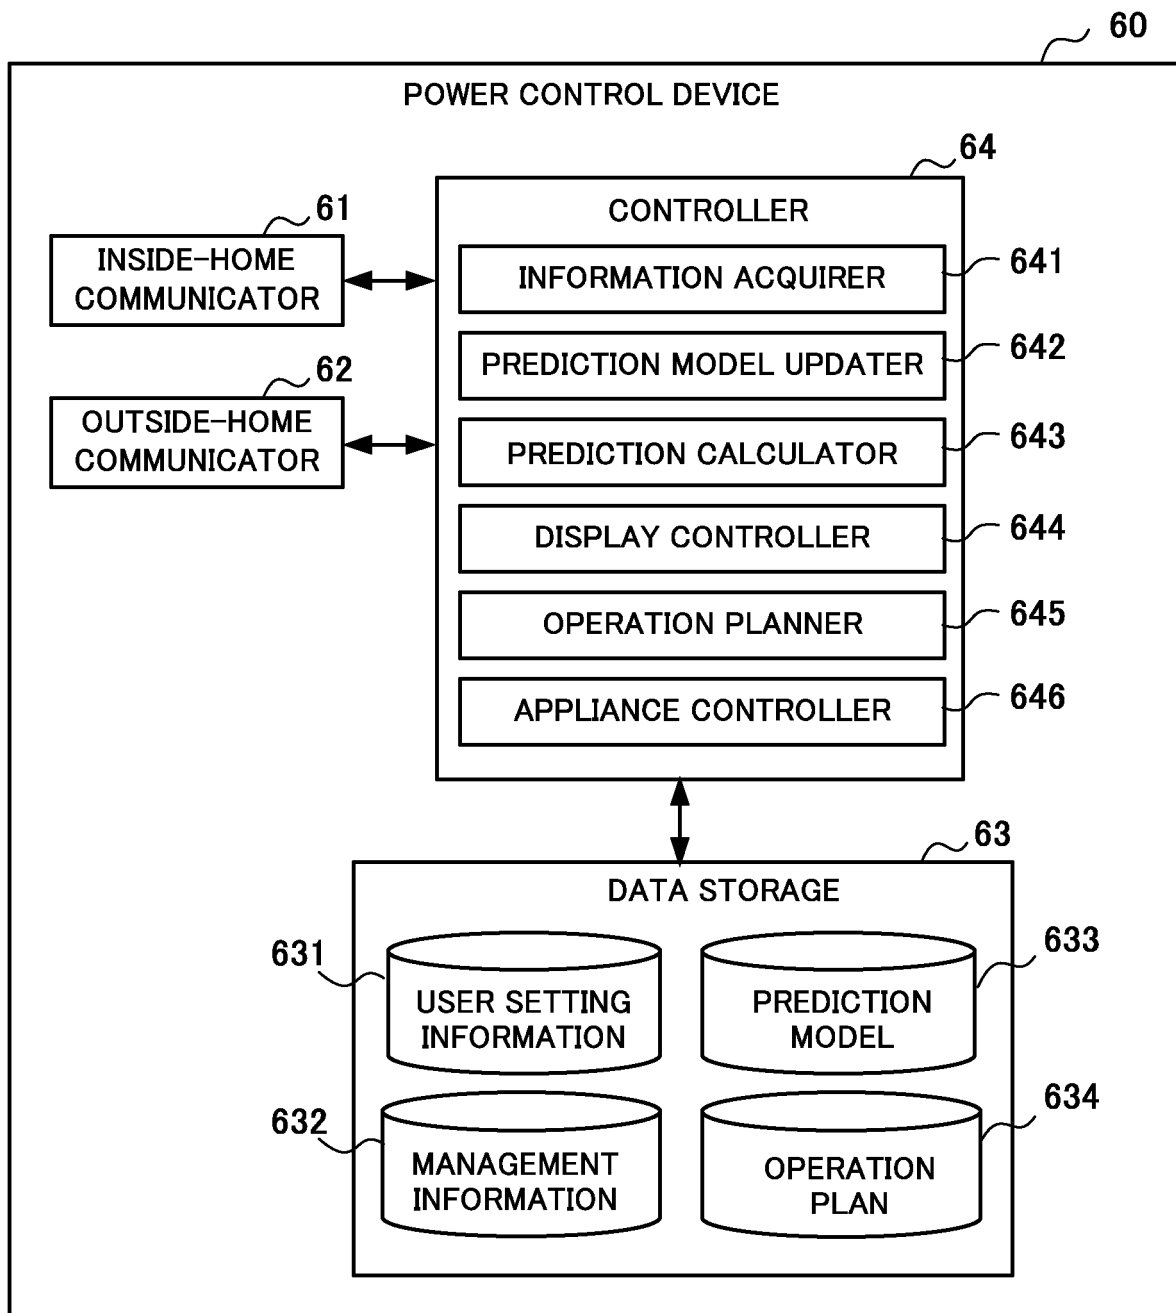 60
POWER CONTROL DEVICE
64
CONTROLLER
61
INSIDE-HOME
COMMUNICATOR
INFORMATION ACQUIRER
641
PREDICTION MODEL UPDATER
642
62
OUTSIDE-HOME
COMMUNICATOR
PREDICTION CALCULATOR
643
DISPLAY CONTROLLER
644
OPERATION PLANNER
645
APPLIANCE CONTROLLER
646
63
DATA STORAGE
631
USER SETTING
INFORMATION
633
PREDICTION
MODEL
632
MANAGEMENT
INFORMATION
634
OPERATION
PLAN